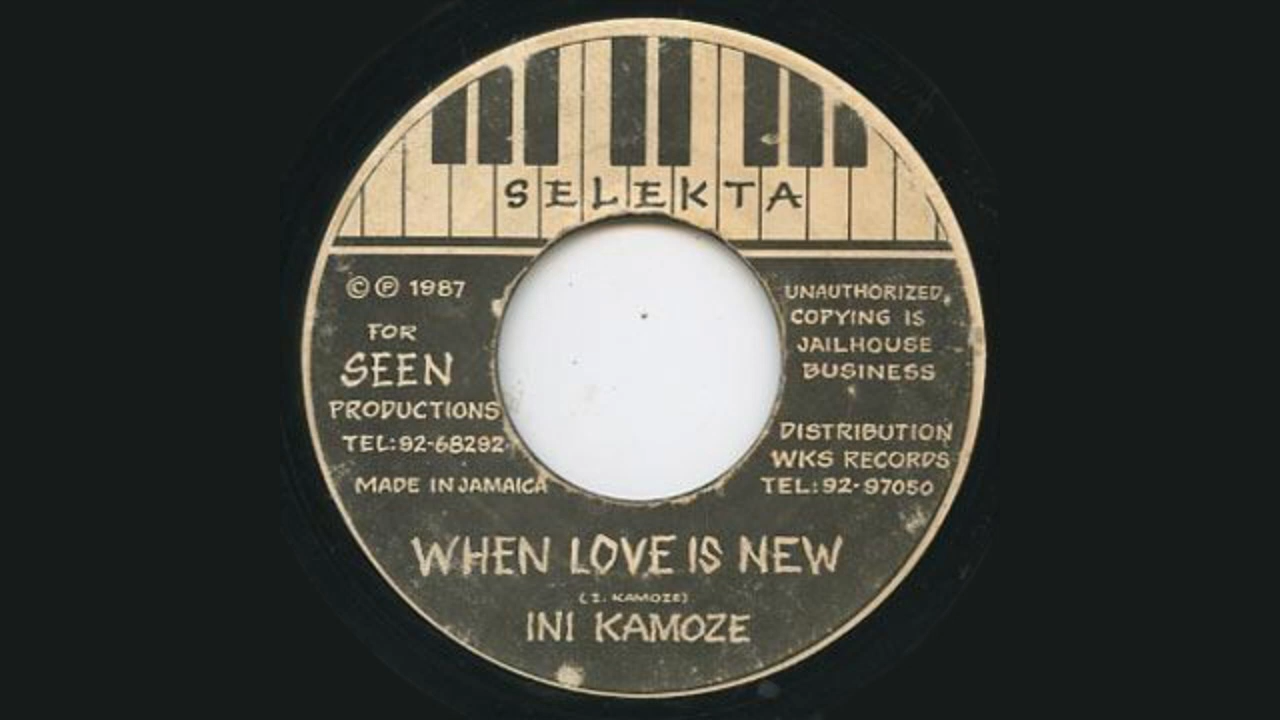 SELEKTA
© ℗ 1987
FOR
SEEN
PRODUCTIONS
TEL:92-68292
MADE IN JAMAICA
UNAUTHORIZED
COPYING IS
JAILHOUSE
BUSINESS
DISTRIBUTION
WKS RECORDS
TEL:92-97050
WHEN LOVE IS NEW
(I. KAMOZE)
INI KAMOZE